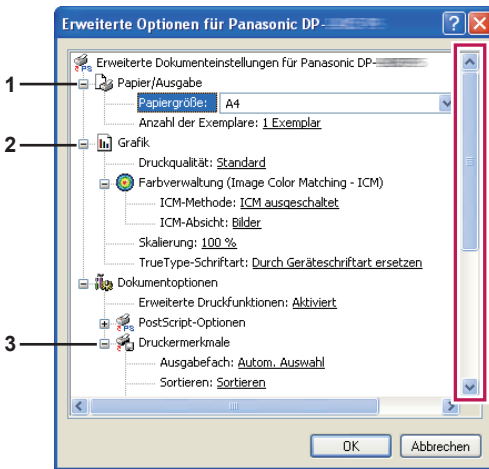 Erweiterte Optionen für Panasonic DP-
Erweiterte Dokumenteinstellungen für Panasonic DP-
1 Papier/Ausgabe
Papiergröße: A4
Anzahl der Exemplare: 1 Exemplar
2 Grafik
Druckqualität: Standard
Farbverwaltung (Image Color Matching - ICM)
ICM-Methode: ICM ausgeschaltet
ICM-Absicht: Bilder
Skalierung: 100 %
TrueType-Schriftart: Durch Geräteschriftart ersetzen
Dokumentoptionen
Erweiterte Druckfunktionen: Aktiviert
PostScript-Optionen
3 Druckermerkmale
Ausgabefach: Autom. Auswahl
Sortieren: Sortieren
OK Abbrechen